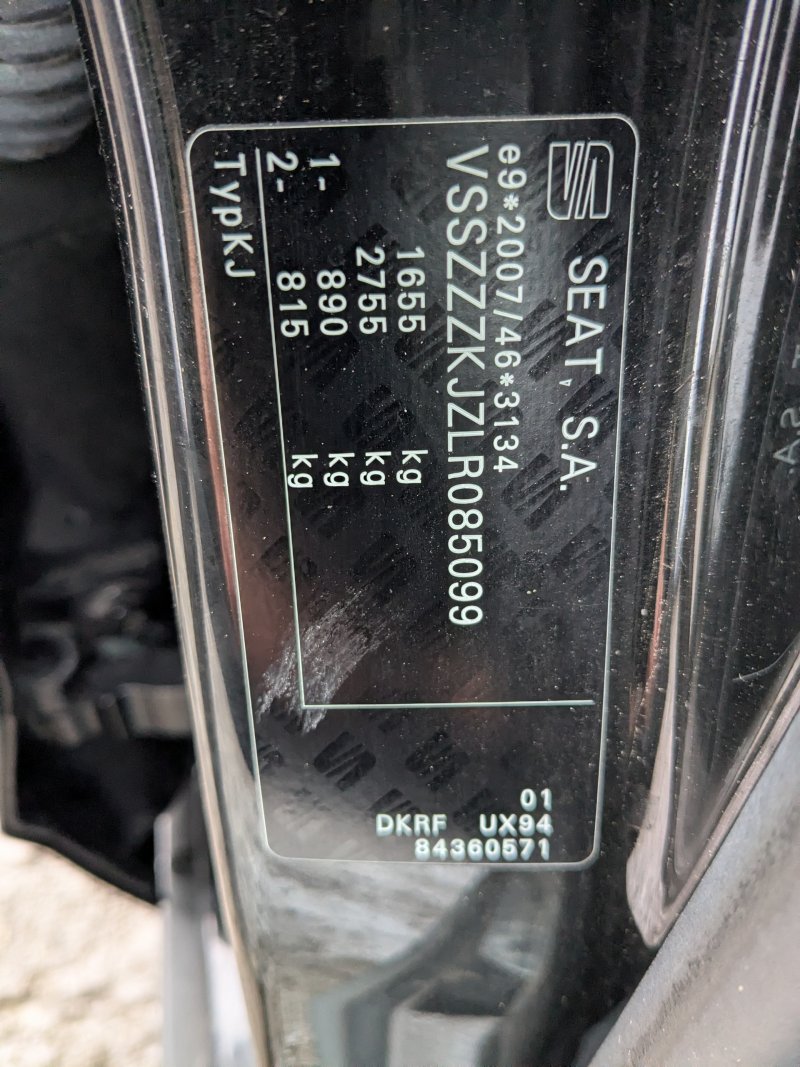 SEAT, S.A.
e9*2007/46*3134
VSSZZZKJZLR085099
1655 kg
2755 kg
1- 890 kg
2- 815 kg
TypKJ
01
DKRF UX94
84360571